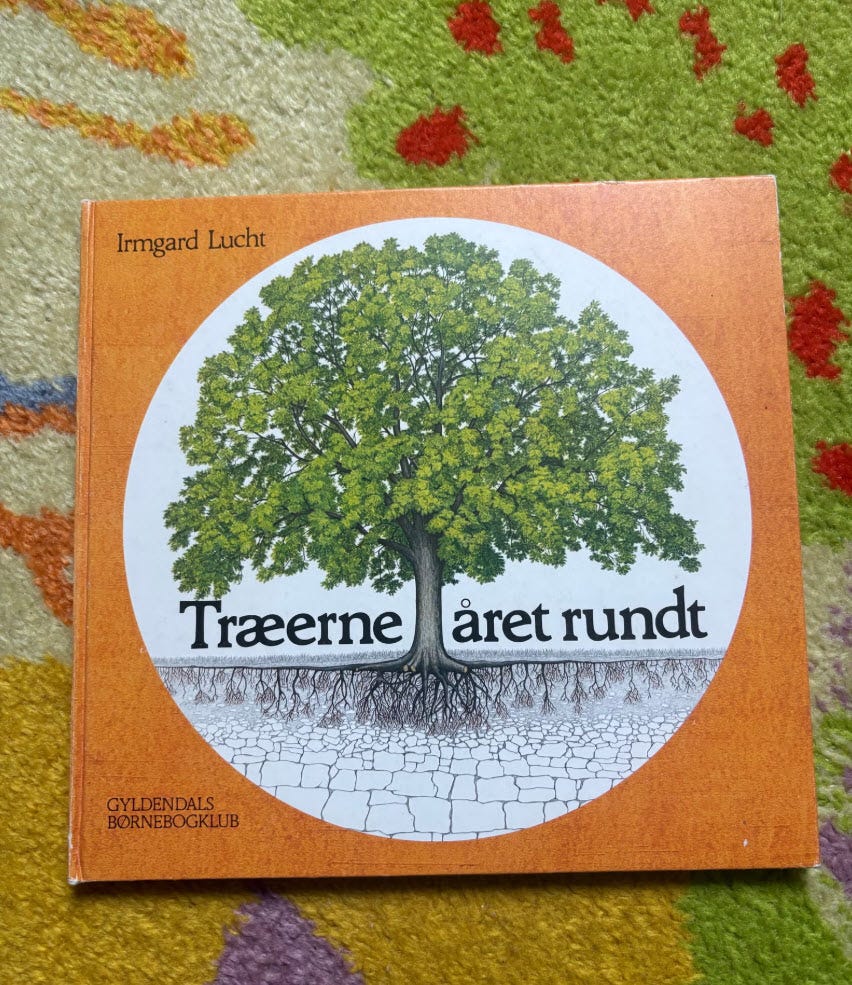 Irmgard Lucht
Træerne året rundt
GYLDENDALS
BØRNEBOGKLUB